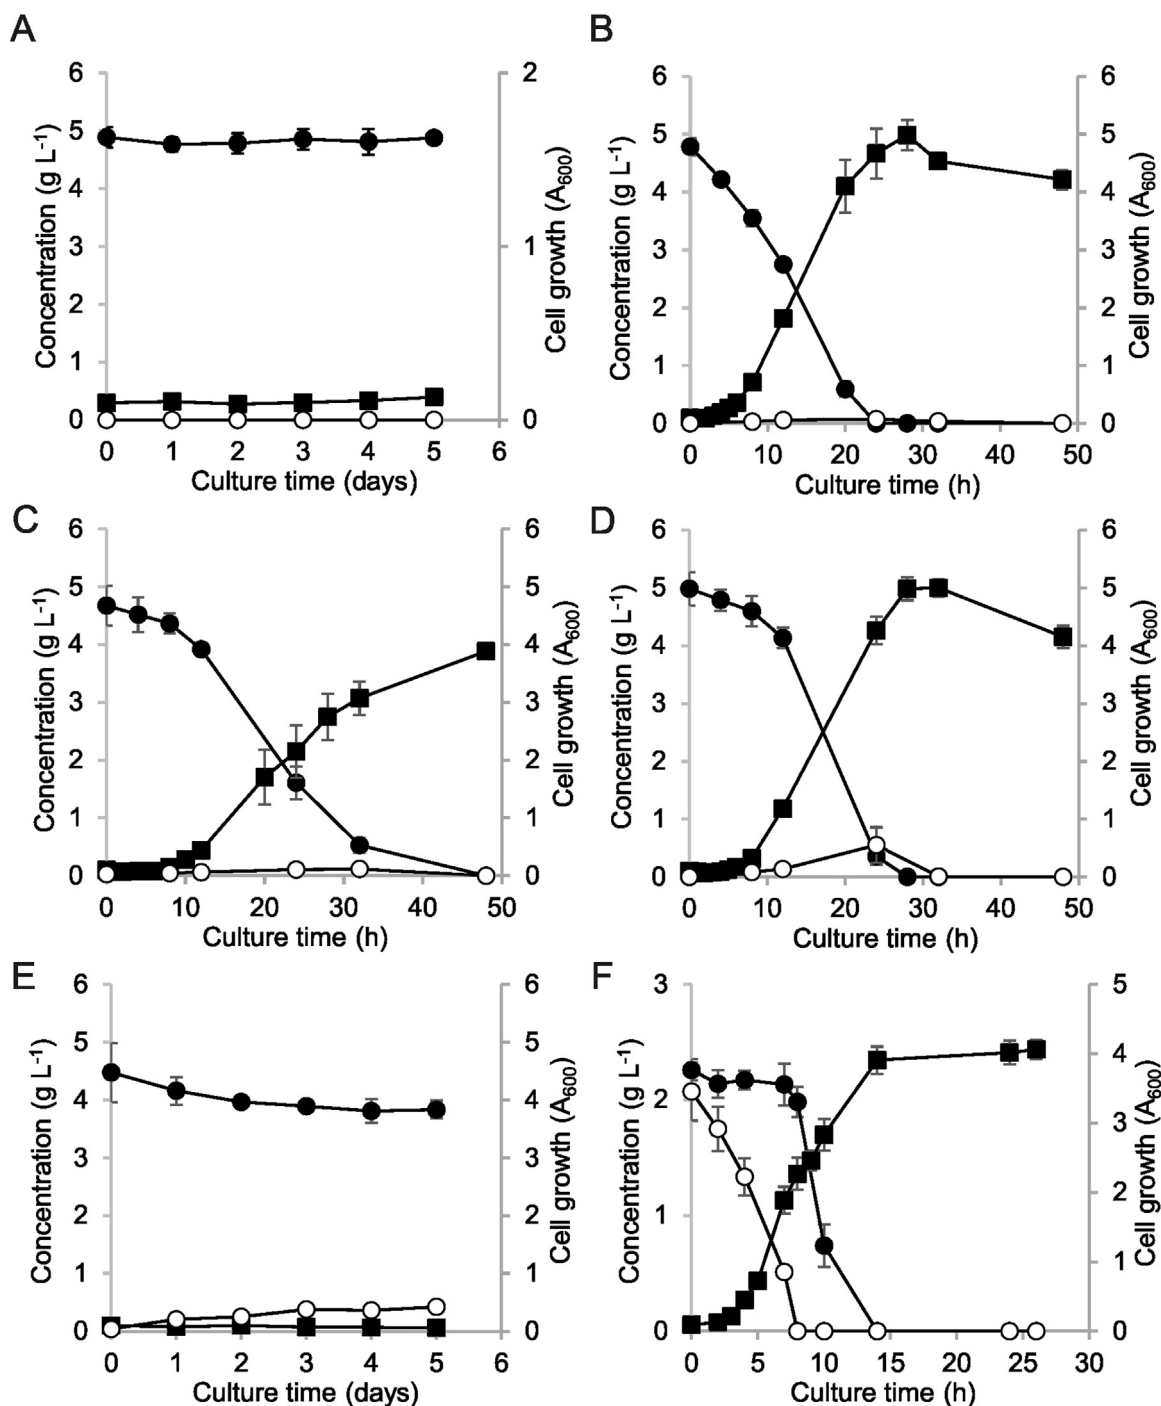 A
6
5
4
3
2
1
0
Concentration (g L-1)
2
1
0
Cell growth (A600)
0 1 2 3 4 5 6
Culture time (days)
B
6
5
4
3
2
1
0
Concentration (g L-1)
6
5
4
3
2
1
0
Cell growth (A600)
0 10 20 30 40 50
Culture time (h)
C
6
5
4
3
2
1
0
Concentration (g L-1)
6
5
4
3
2
1
0
Cell growth (A600)
0 10 20 30 40 50
Culture time (h)
D
6
5
4
3
2
1
0
Concentration (g L-1)
6
5
4
3
2
1
0
Cell growth (A600)
0 10 20 30 40 50
Culture time (h)
E
6
5
4
3
2
1
0
Concentration (g L-1)
6
5
4
3
2
1
0
Cell growth (A600)
0 1 2 3 4 5 6
Culture time (days)
F
3
2
1
0
Concentration (g L-1)
5
4
3
2
1
0
Cell growth (A600)
0 5 10 15 20 25 30
Culture time (h)